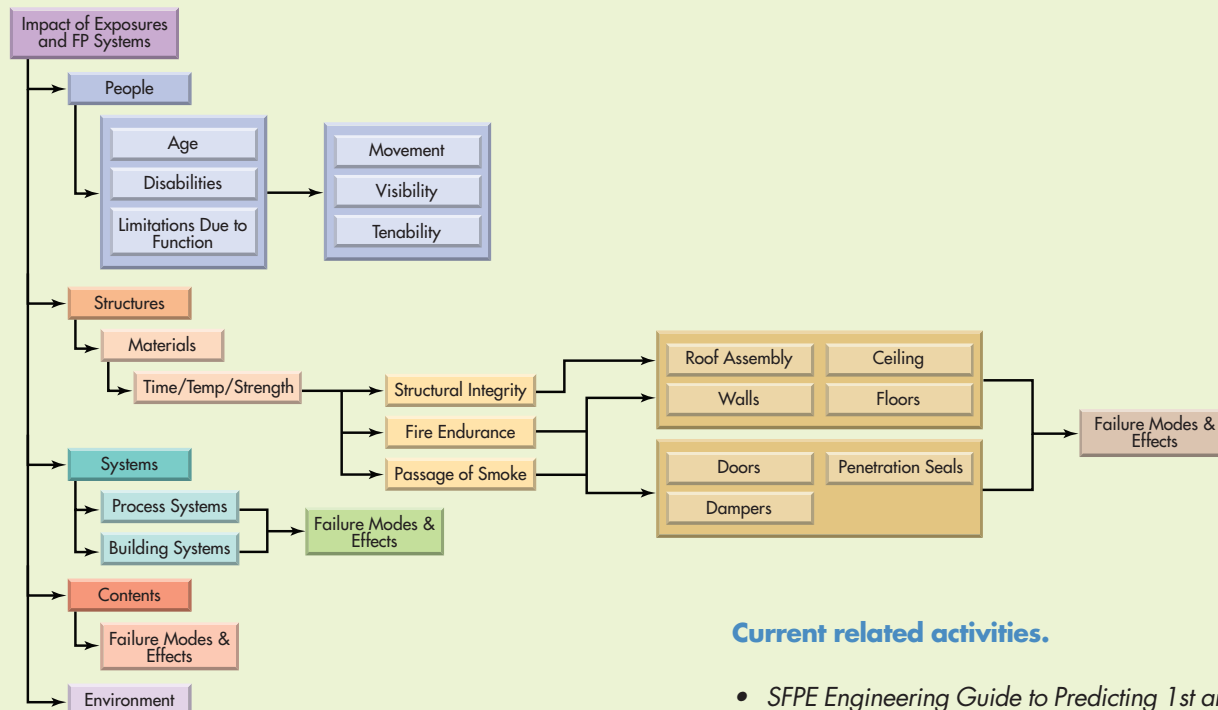 Impact of Exposures
and FP Systems
People
Age
Disabilities
Limitations Due to
Function
Movement
Visibility
Tenability
Structures
Materials
Time/Temp/Strength
Structural Integrity
Fire Endurance
Passage of Smoke
Roof Assembly
Ceiling
Walls
Floors
Doors
Penetration Seals
Dampers
Failure Modes &
Effects
Systems
Process Systems
Building Systems
Failure Modes &
Effects
Contents
Failure Modes &
Effects
Environment
Current related activities.
• SFPE Engineering Guide to Predicting 1st